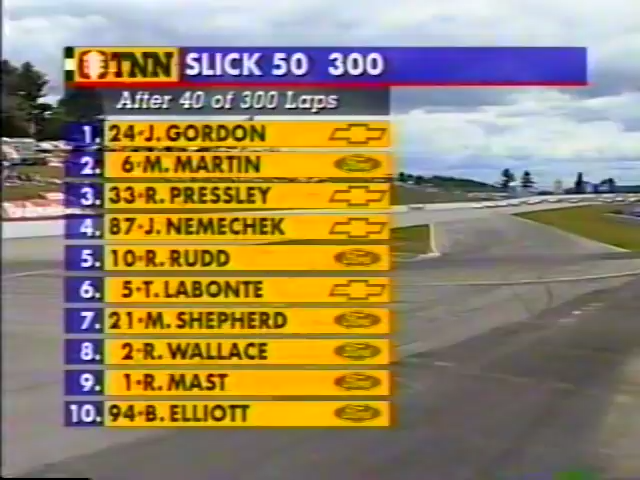 TNN SLICK 50 300
After 40 of 300 Laps
1. 24-J. GORDON
2. 6-M. MARTIN
3. 33-R. PRESSLEY
4. 87-J. NEMECHEK
5. 10-R. RUDD
6. 5-T. LABONTE
7. 21-M. SHEPHERD
8. 2-R. WALLACE
9. 1-R. MAST
10. 94-B. ELLIOTT